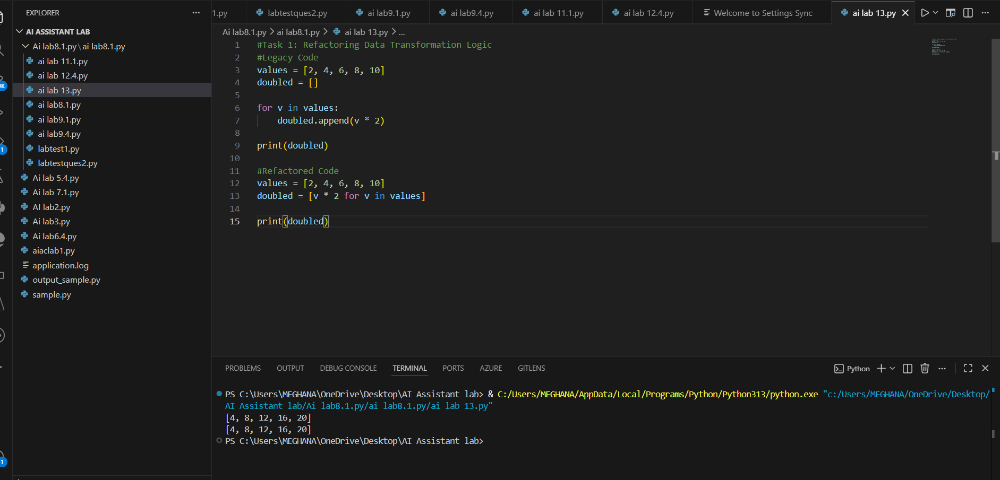 EXPLORER
AI ASSISTANT LAB
Ai lab8.1.py\ai lab8.1.py
ai lab 11.1.py
ai lab 12.4.py
ai lab 13.py
ai lab8.1.py
ai lab9.1.py
ai lab9.4.py
labtest1.py
labtestques2.py
Ai lab 5.4.py
Ai lab 7.1.py
AI lab2.py
Ai lab3.py
Ai lab6.4.py
aiaclab1.py
application.log
output_sample.py
sample.py
1.py labtestques2.py ai lab9.1.py ai lab9.4.py ai lab 11.1.py ai lab 12.4.py Welcome to Settings Sync ai lab 13.py
Ai lab8.1.py > ai lab8.1.py > ai lab 13.py > ...
1 #Task 1: Refactoring Data Transformation Logic
2 #Legacy Code
3 values = [2, 4, 6, 8, 10]
4 doubled = []
5
6 for v in values:
7 doubled.append(v * 2)
8
9 print(doubled)
10
11 #Refactored Code
12 values = [2, 4, 6, 8, 10]
13 doubled = [v * 2 for v in values]
14
15 print(doubled)
PROBLEMS OUTPUT DEBUG CONSOLE TERMINAL PORTS AZURE GITLENS
Python
PS C:\Users\MEGHANA\OneDrive\Desktop\AI Assistant lab> & C:/Users/MEGHANA/AppData/Local/Programs/Python/Python313/python.exe "c:/Users/MEGHANA/OneDrive/Desktop/
AI Assistant lab/Ai lab8.1.py/ai lab8.1.py/ai lab 13.py"
[4, 8, 12, 16, 20]
[4, 8, 12, 16, 20]
PS C:\Users\MEGHANA\OneDrive\Desktop\AI Assistant lab>